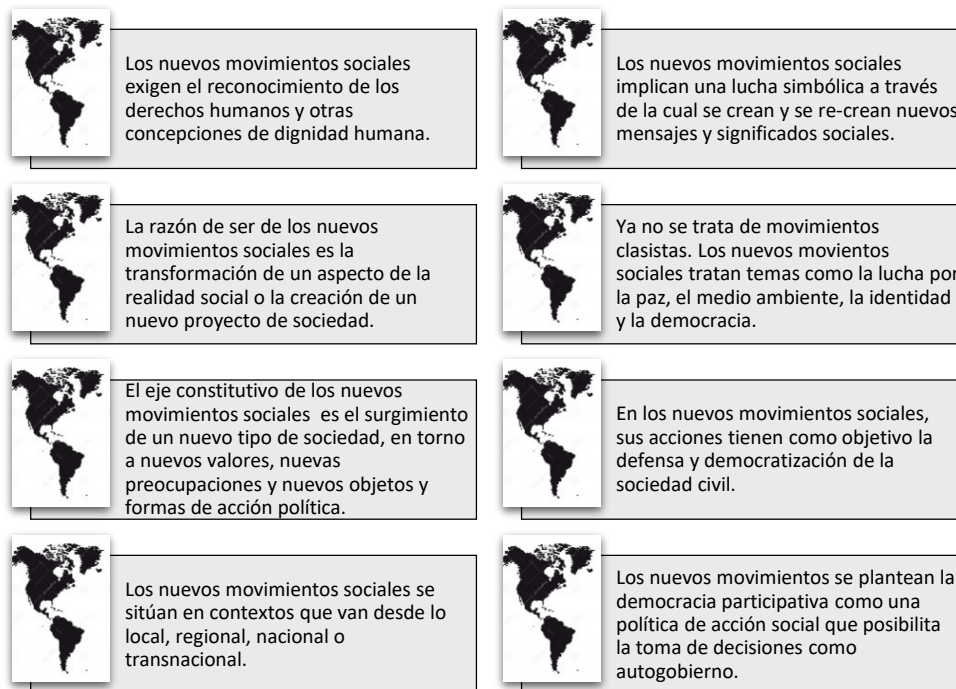 Los nuevos movimientos sociales
exigen el reconocimiento de los
derechos humanos y otras
concepciones de dignidad humana.
Los nuevos movimientos sociales
implican una lucha simbólica a través
de la cual se crean y se re-crean nuevos
mensajes y significados sociales.
La razón de ser de los nuevos
movimientos sociales es la
transformación de un aspecto de la
realidad social o la creación de un
nuevo proyecto de sociedad.
Ya no se trata de movimientos
clasistas. Los nuevos movientos
sociales tratan temas como la lucha por
la paz, el medio ambiente, la identidad
y la democracia.
El eje constitutivo de los nuevos
movimientos sociales  es el surgimiento
de un nuevo tipo de sociedad, en torno
a nuevos valores, nuevas
preocupaciones y nuevos objetos y
formas de acción política.
En los nuevos movimientos sociales,
sus acciones tienen como objetivo la
defensa y democratización de la
sociedad civil.
Los nuevos movimientos sociales se
sitúan en contextos que van desde lo
local, regional, nacional o
transnacional.
Los nuevos movimientos se plantean la
democracia participativa como una
política de acción social que posibilita
la toma de decisiones como
autogobierno.